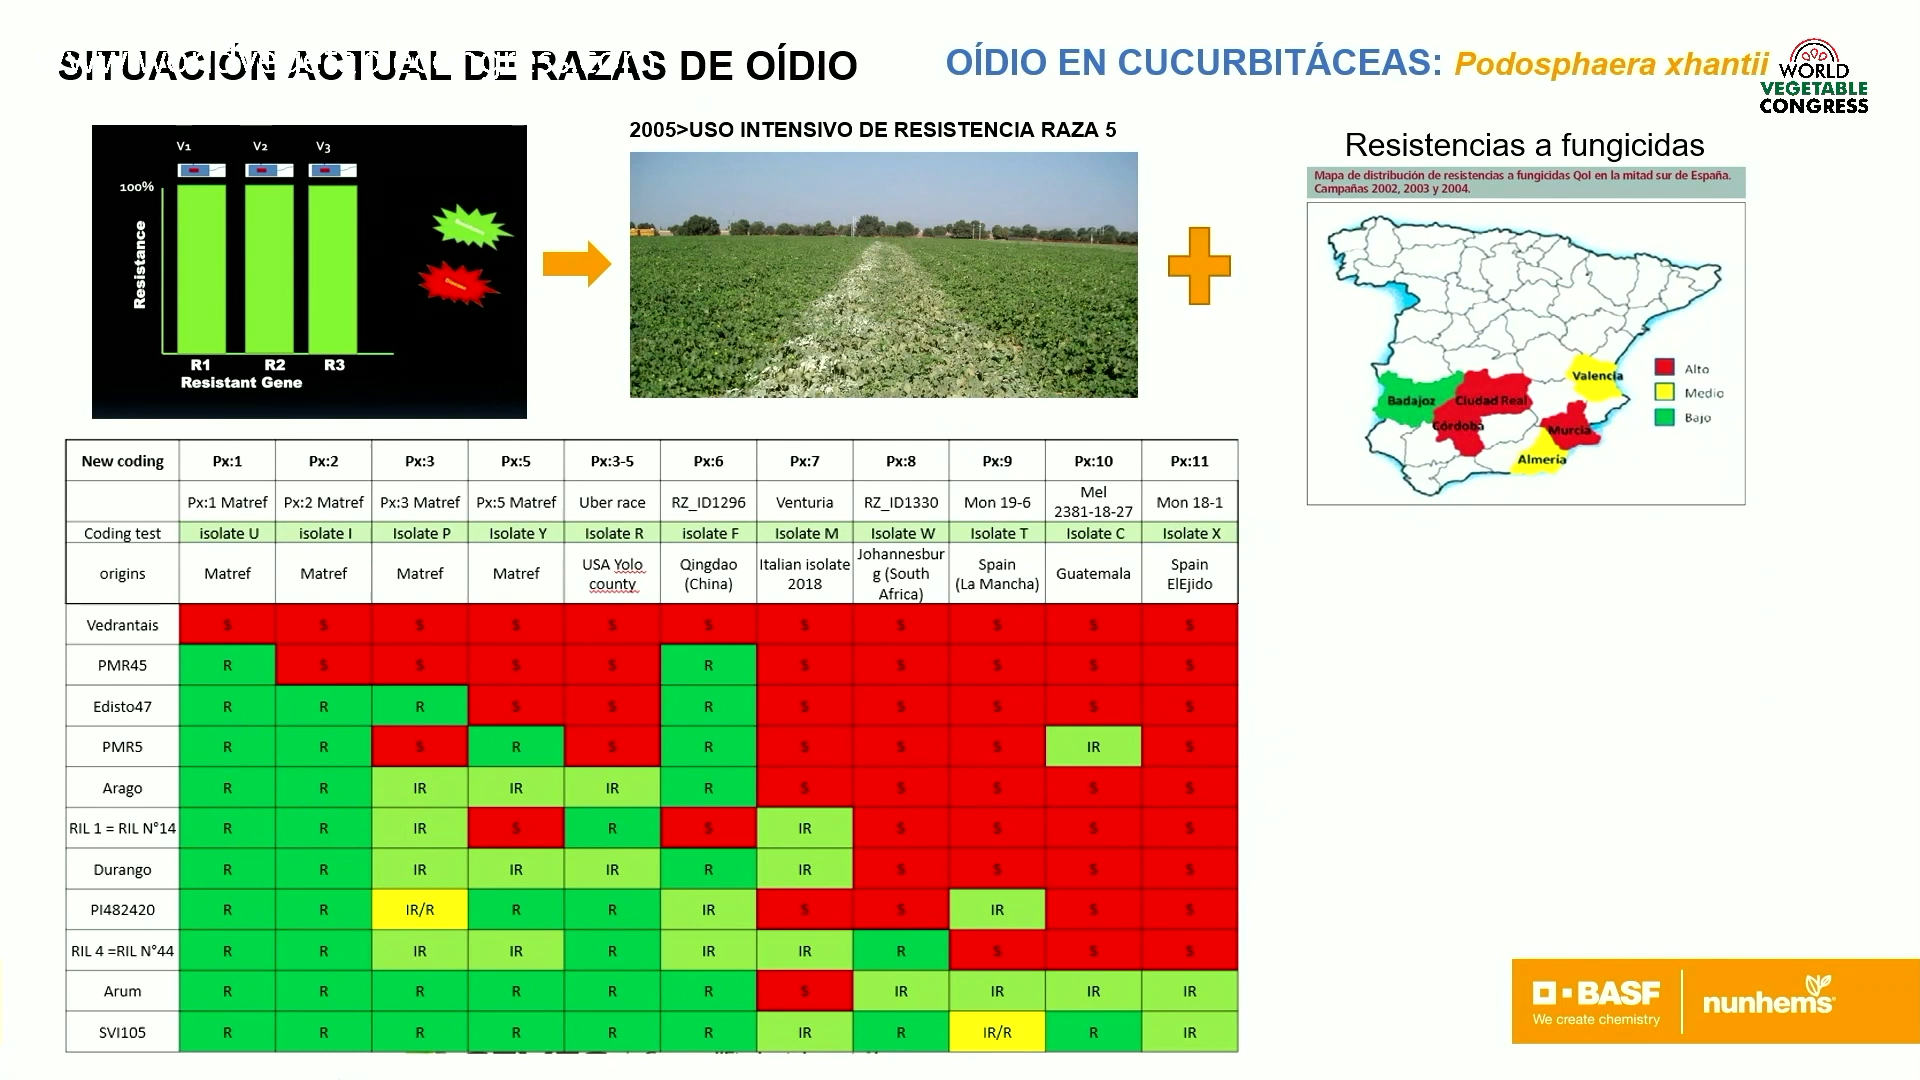 SITUACIÓN ACTUAL DE RAZAS DE OÍDIO
OÍDIO EN CUCURBITÁCEAS: Podosphaera xhantii
WORLD
VEGETABLE
CONGRESS
V1 V2 V3
100%
Resistance
R1 R2 R3
Resistant Gene
2005>USO INTENSIVO DE RESISTENCIA RAZA 5
Resistencias a fungicidas
Mapa de distribución de resistencias a fungicidas QoI en la mitad sur de España.
Campañas 2002, 2003 y 2004.
Valencia
Badajoz
Ciudad Real
Córdoba
Murcia
Almería
Alto
Medio
Bajo
New coding Px:1 Px:2 Px:3 Px:5 Px:3-5 Px:6 Px:7 Px:8 Px:9 Px:10 Px:11
Px:1 Matref Px:2 Matref Px:3 Matref Px:5 Matref Uber race RZ_ID1296 Venturia RZ_ID1330 Mon 19-6 Mel 2381-18-27 Mon 18-1
Coding test isolate U isolate I Isolate P Isolate Y Isolate R isolate F Isolate M Isolate W Isolate T Isolate C Isolate X
origins Matref Matref Matref Matref USA Yolo county Qingdao (China) Italian isolate 2018 Johannesburg (South Africa) Spain (La Mancha) Guatemala Spain ElEjido
Vedrantais S S S S S S S S S S S
PMR45 R S S S S R S S S S S
Edisto47 R R R S S R S S S S S
PMR5 R R S R S R S S S IR S
Arago R R IR IR IR R S S S S S
RIL 1 = RIL N°14 R R IR S R S IR S S S S
Durango R R IR IR IR R IR S S S S
PI482420 R R IR/R R R IR S S IR S S
RIL 4 =RIL N°44 R R IR IR R IR IR R S S S
Arum R R R R R R S IR IR IR IR
SVI105 R R R R R R IR R IR/R R IR
BASF
We create chemistry
nunhems